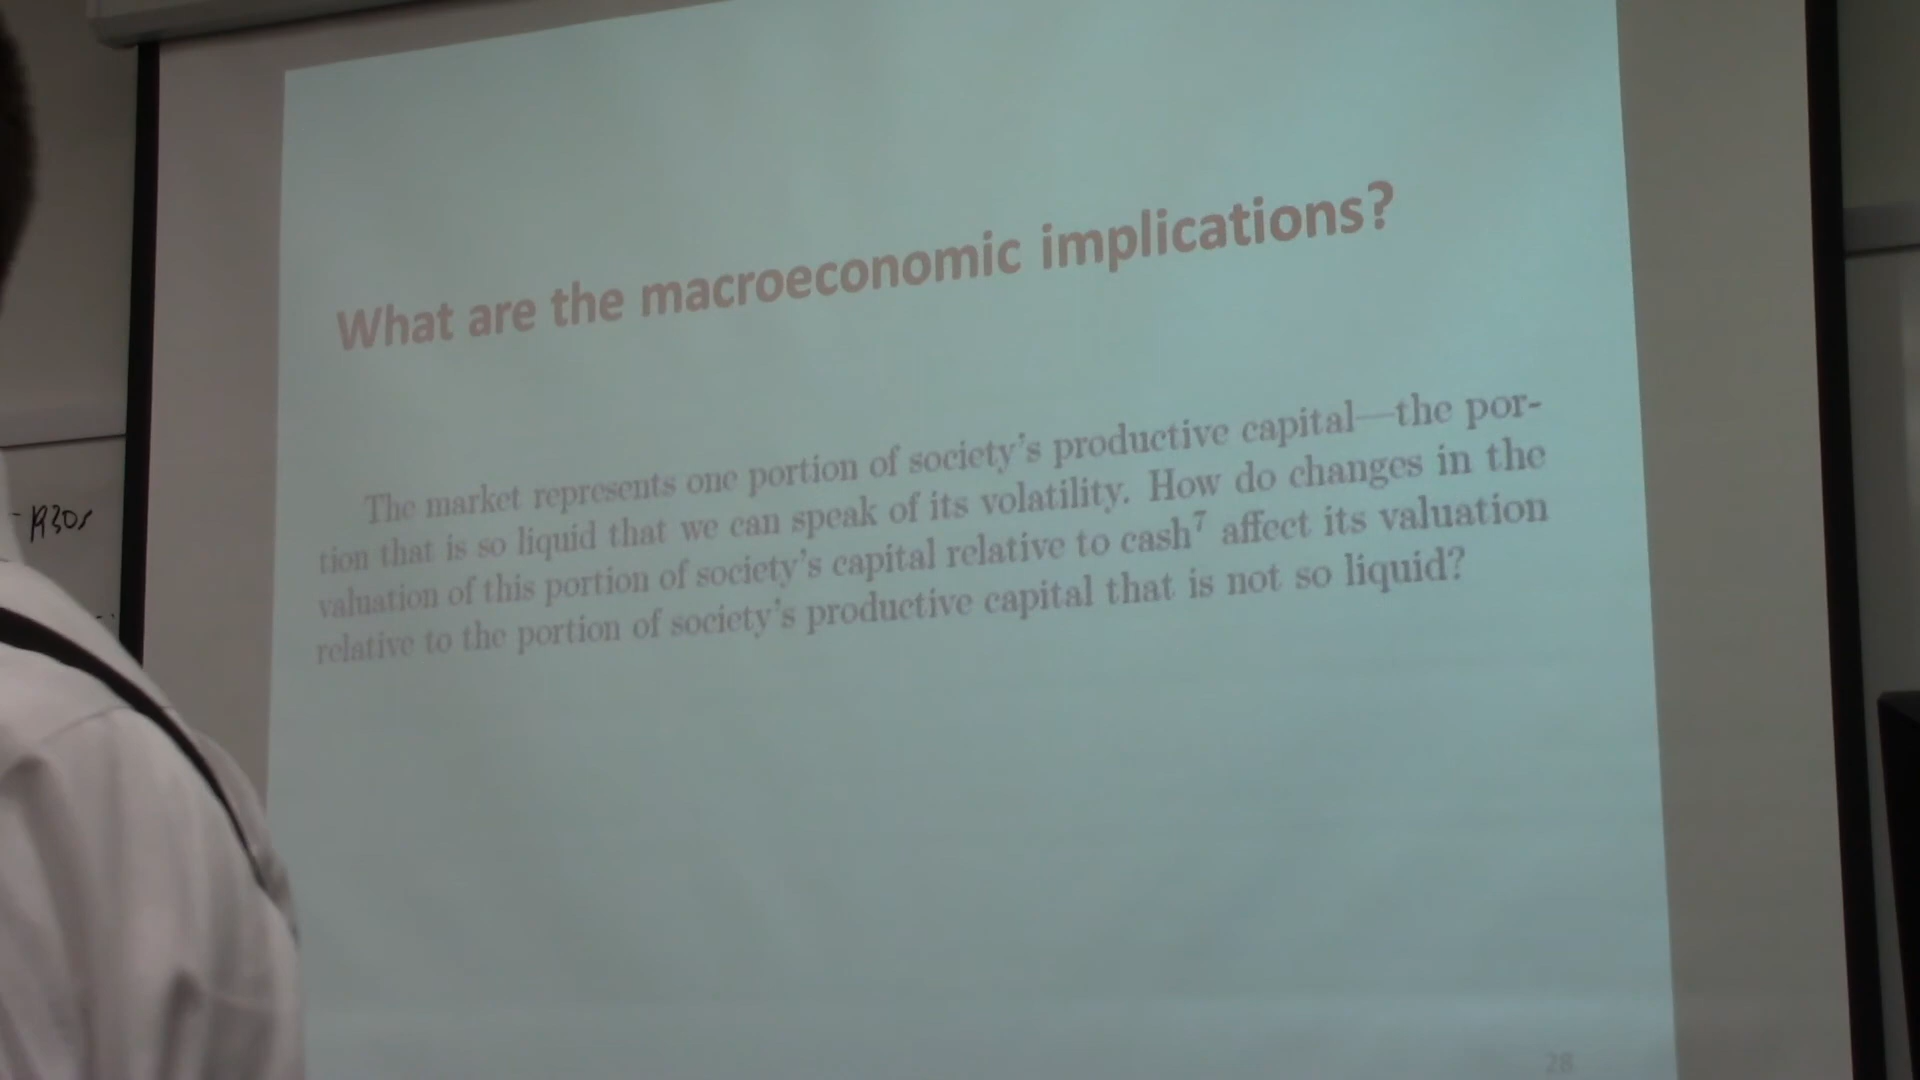 What are the macroeconomic implications?
The market represents one portion of society's productive capital—the por-
tion that is so liquid that we can speak of its volatility. How do changes in the
valuation of this portion of society's capital relative to cash⁷ affect its valuation
relative to the portion of society's productive capital that is not so liquid?
- 1930s
28